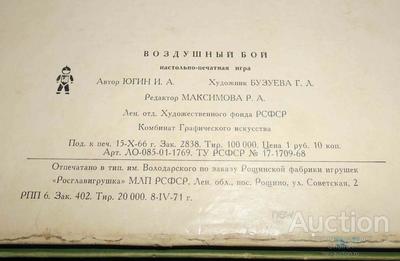 ВОЗДУШНЫЙ БОЙ
настольно-печатная игра
Автор ЮГИН И. А. Художник БУЗУЕВА Г. Л.
Редактор МАКСИМОВА Р. А.
Лен. отд. Художественного фонда РСФСР
Комбинат Графического искусства
Под. к печ. 15-X-66 г. Зак. 2838. Тир. 100 000. Цена 1 руб. 10 коп.
Арт. ЛО-085-01-1769. ТУ РСФСР № 17-1709-68
Отпечатано в тип. им. Володарского по заказу Рощинской фабрики игрушек
«Росглавигрушка» МЛП РСФСР. Лен. обл., пос. Рощино, ул. Советская, 2
РПП 6. Зак. 402. Тир. 20 000. 8-IV-71 г.
Auction